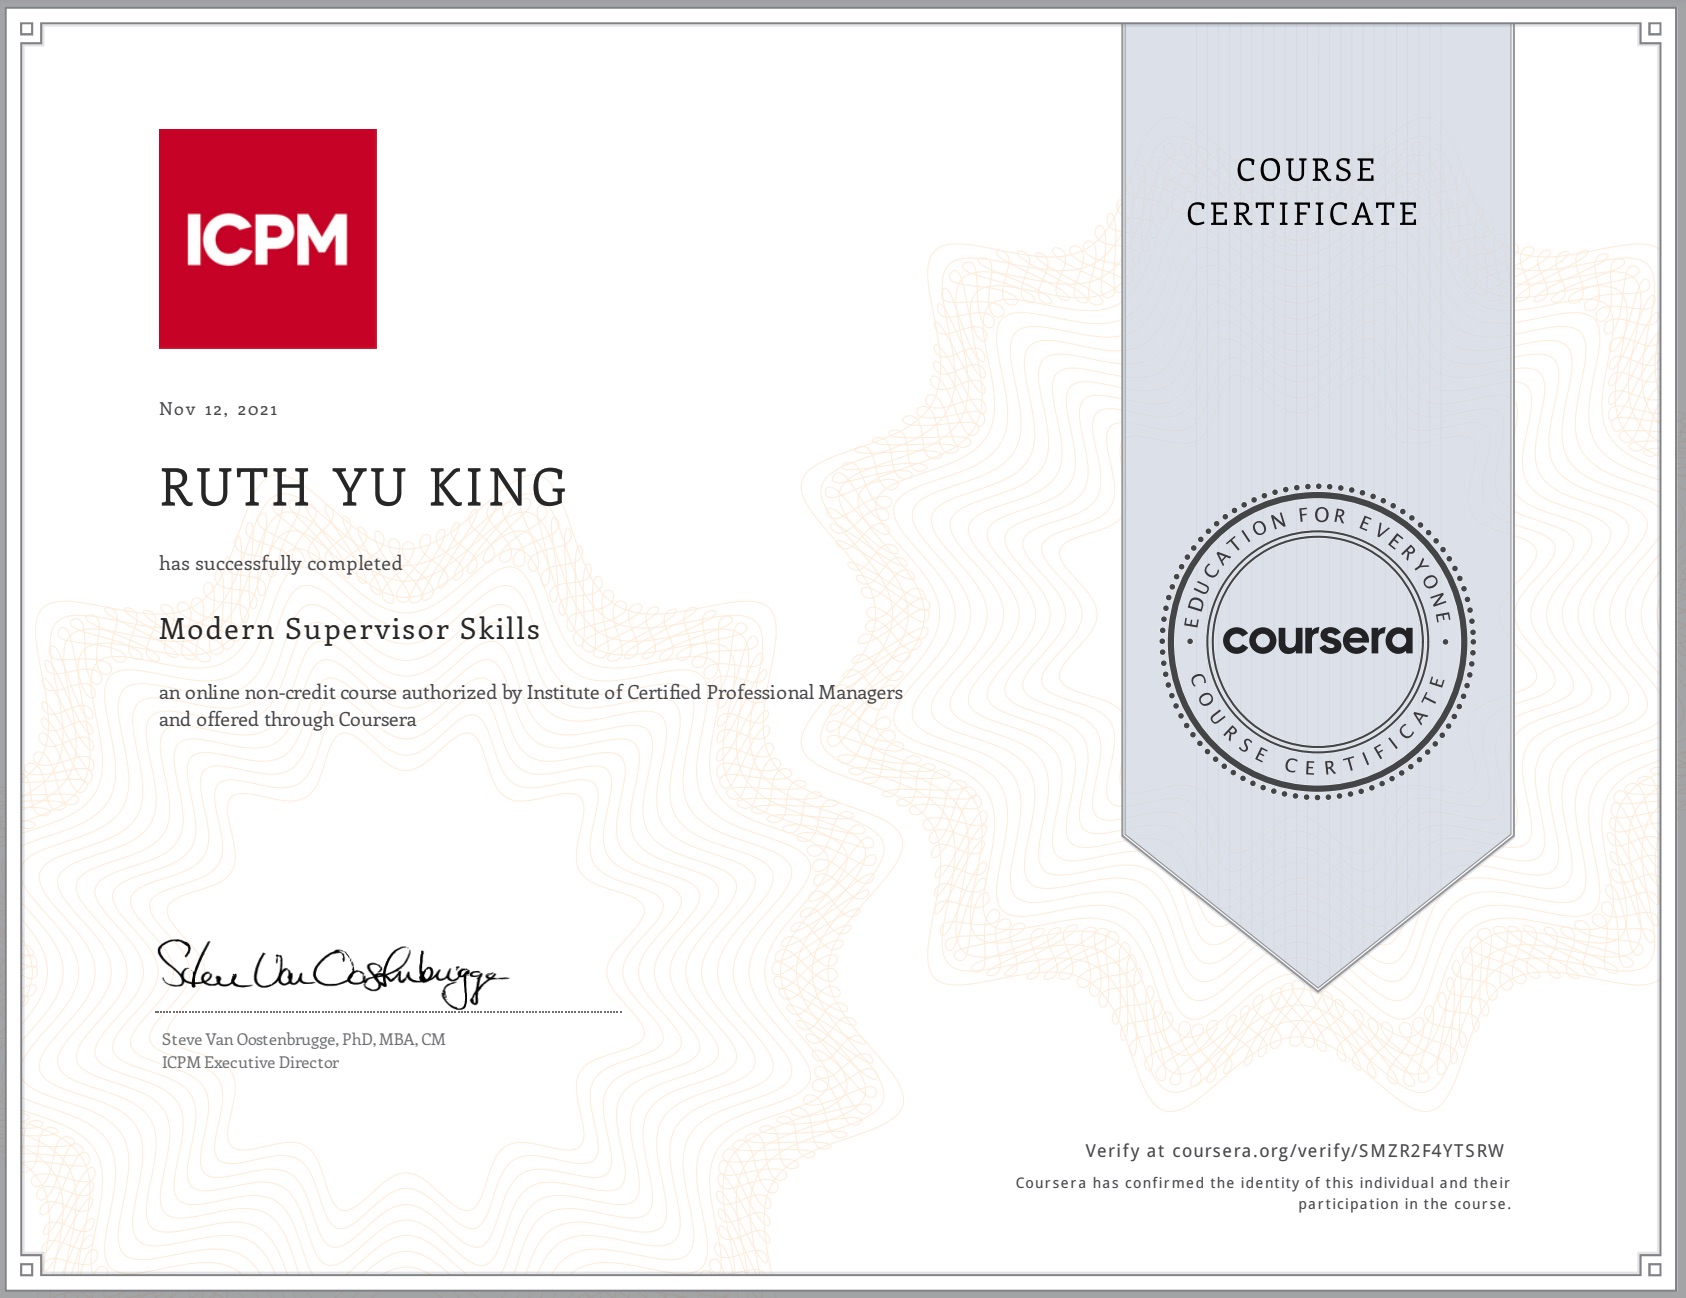 ICPM
Nov 12, 2021
RUTH YU KING
has successfully completed
Modern Supervisor Skills
an online non-credit course authorized by Institute of Certified Professional Managers
and offered through Coursera
Steve Van Oostenbrugge
Steve Van Oostenbrugge, PhD, MBA, CM
ICPM Executive Director
COURSE
CERTIFICATE
EDUCATION FOR EVERYONE
coursera
COURSE CERTIFICATE
Verify at coursera.org/verify/SMZR2F4YTSRW
Coursera has confirmed the identity of this individual and their
participation in the course.